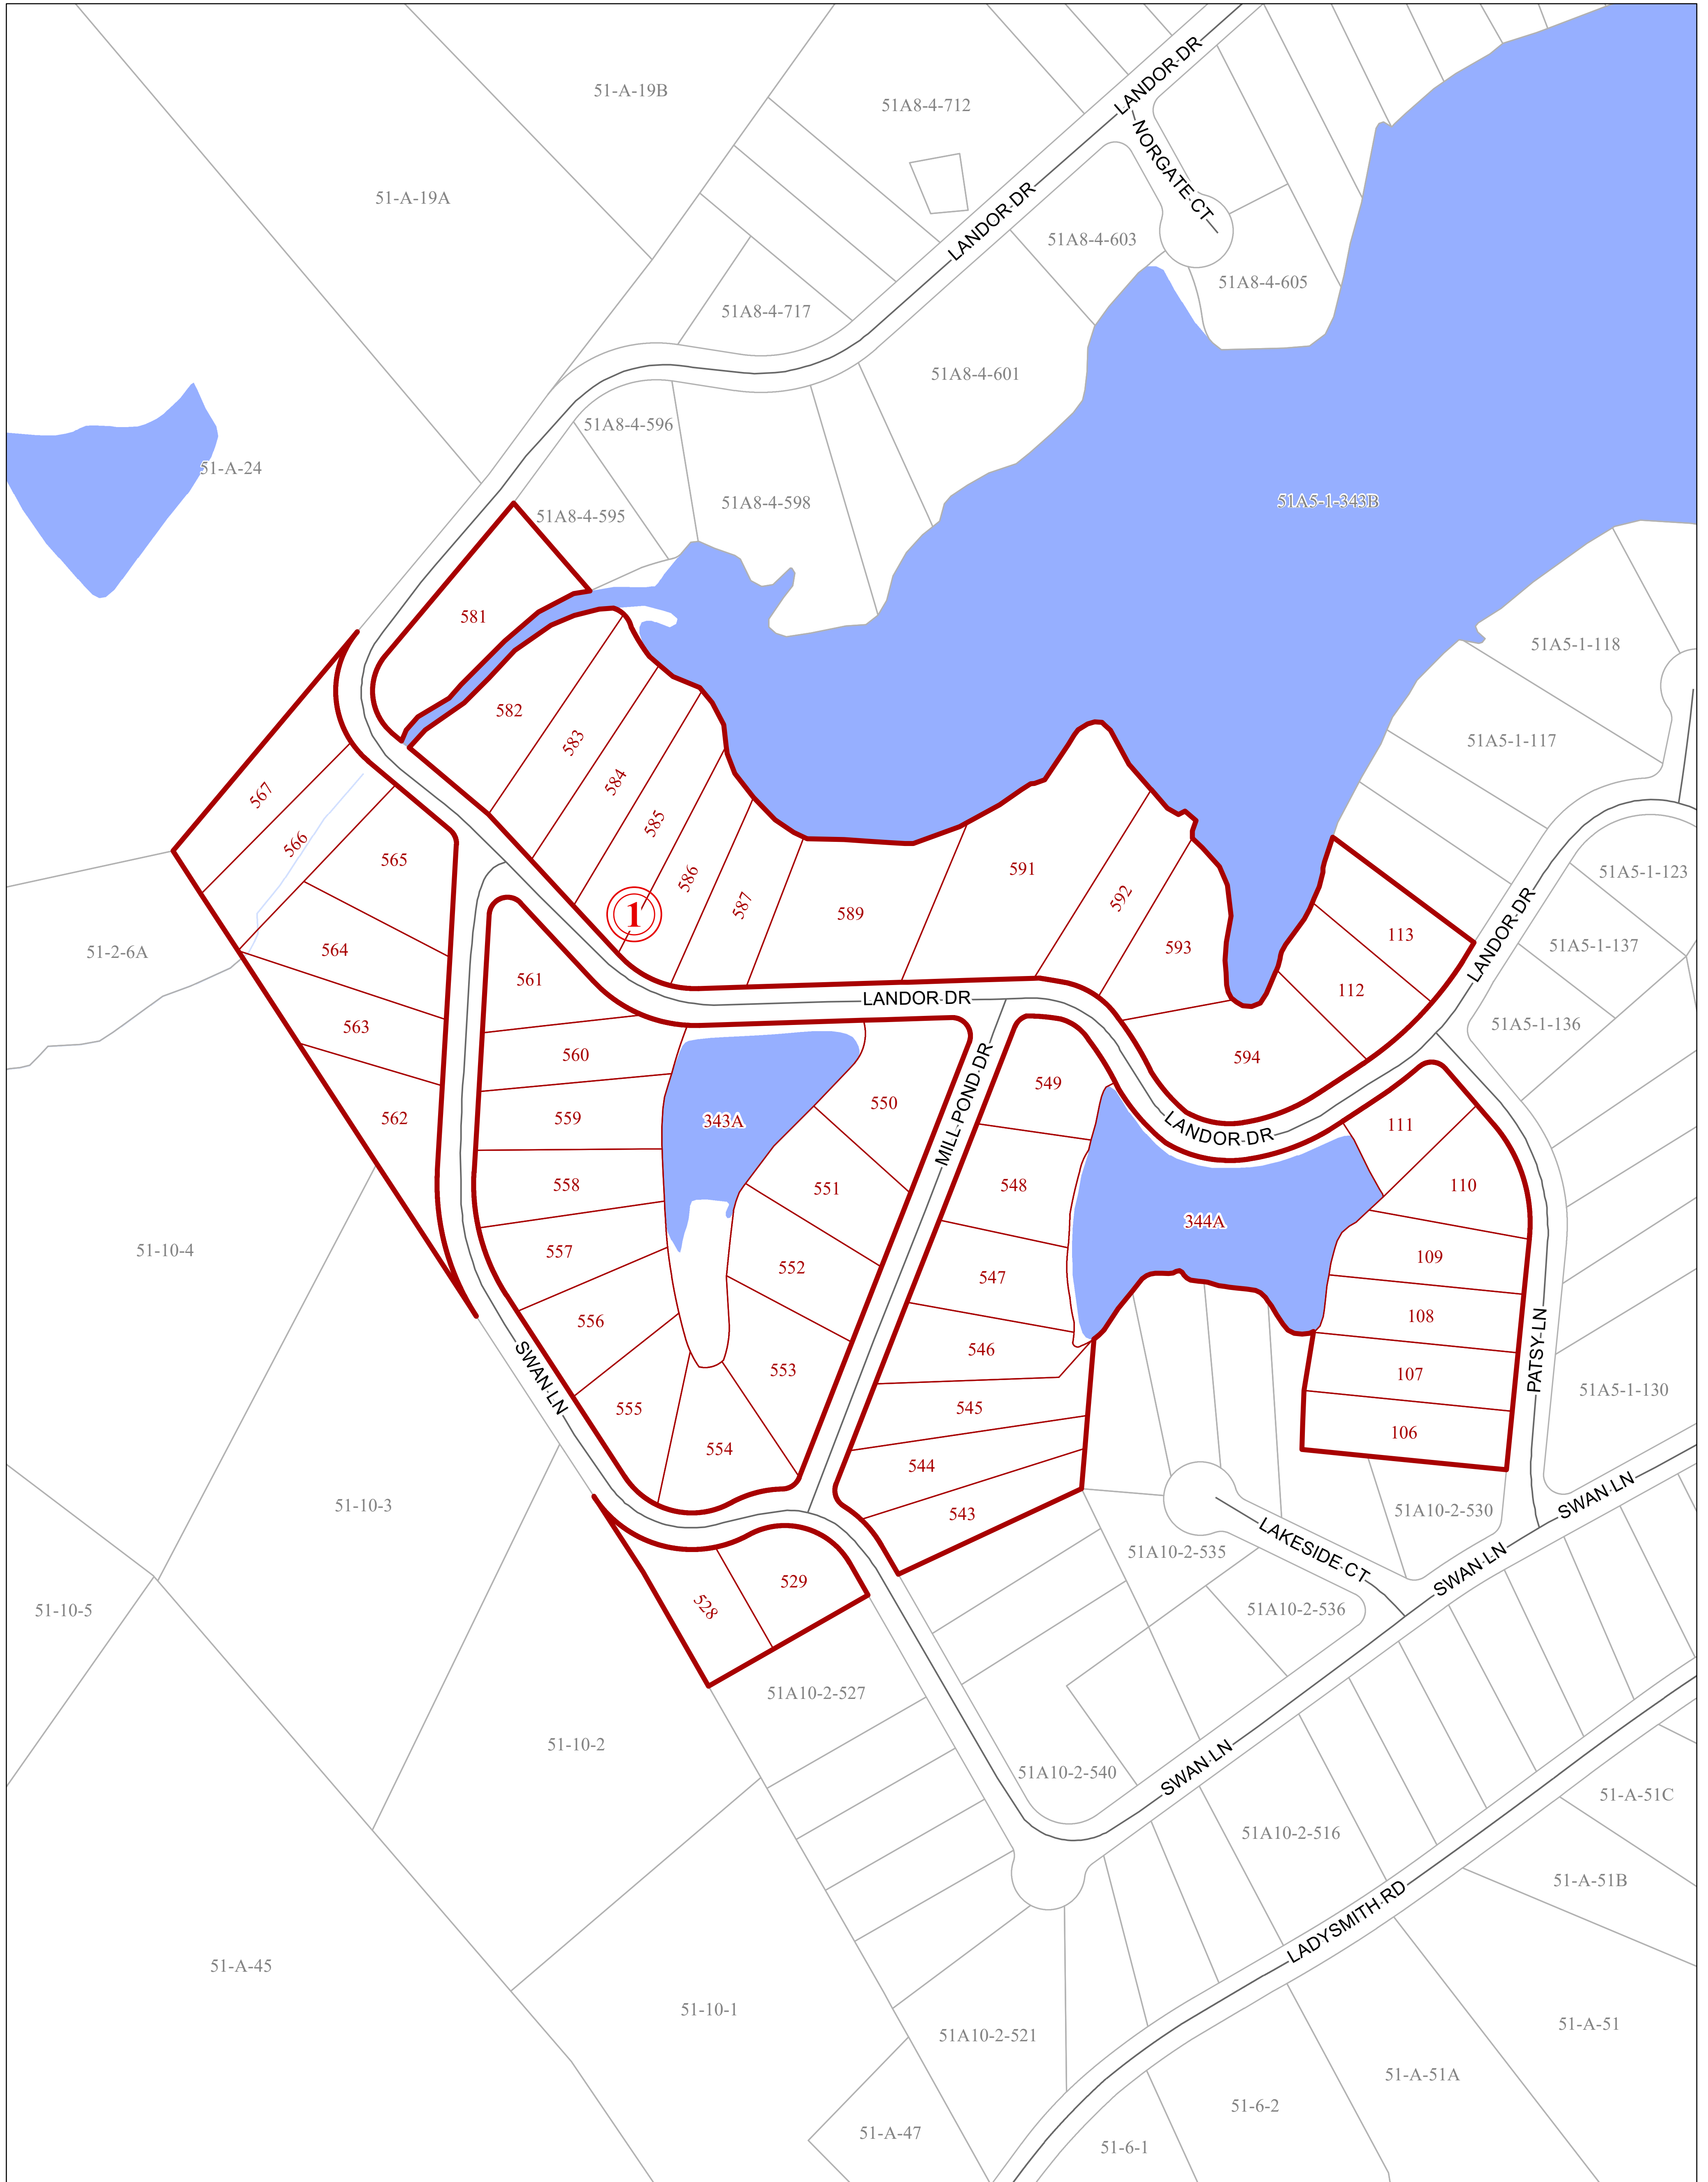 LANDOR DR
51-A-19B
51A8-4-712
NORGATE CT
51-A-19A
LANDOR DR
51A8-4-603
51A8-4-605
51A8-4-717
51A8-4-601
51A8-4-596
51-A-24
51A8-4-598
51A5-1-343B
51A8-4-595
581
51A5-1-118
582
583
51A5-1-117
584
567
585
566
565
591
51A5-1-123
586
592
587
589
1
113
LANDOR DR
51-2-6A
564
593
51A5-1-137
561
112
LANDOR DR
563
51A5-1-136
560
594
549
550
562
559
343A
MILL POND DR
LANDOR DR
111
558
551
548
110
344A
51-10-4
557
552
547
109
556
108
546
SWAN LN
553
PATSY LN
107
51A5-1-130
555
545
106
554
544
51-10-3
543
SWAN LN
51A10-2-530
LAKESIDE CT
51A10-2-535
SWAN LN
529
528
51-10-5
51A10-2-536
51A10-2-527
51-10-2
51A10-2-540
SWAN LN
51-A-51C
51A10-2-516
51-A-51B
LADYSMITH RD
51-A-45
51-10-1
51-A-51
51A10-2-521
51-A-51A
51-6-2
51-A-47
51-6-1